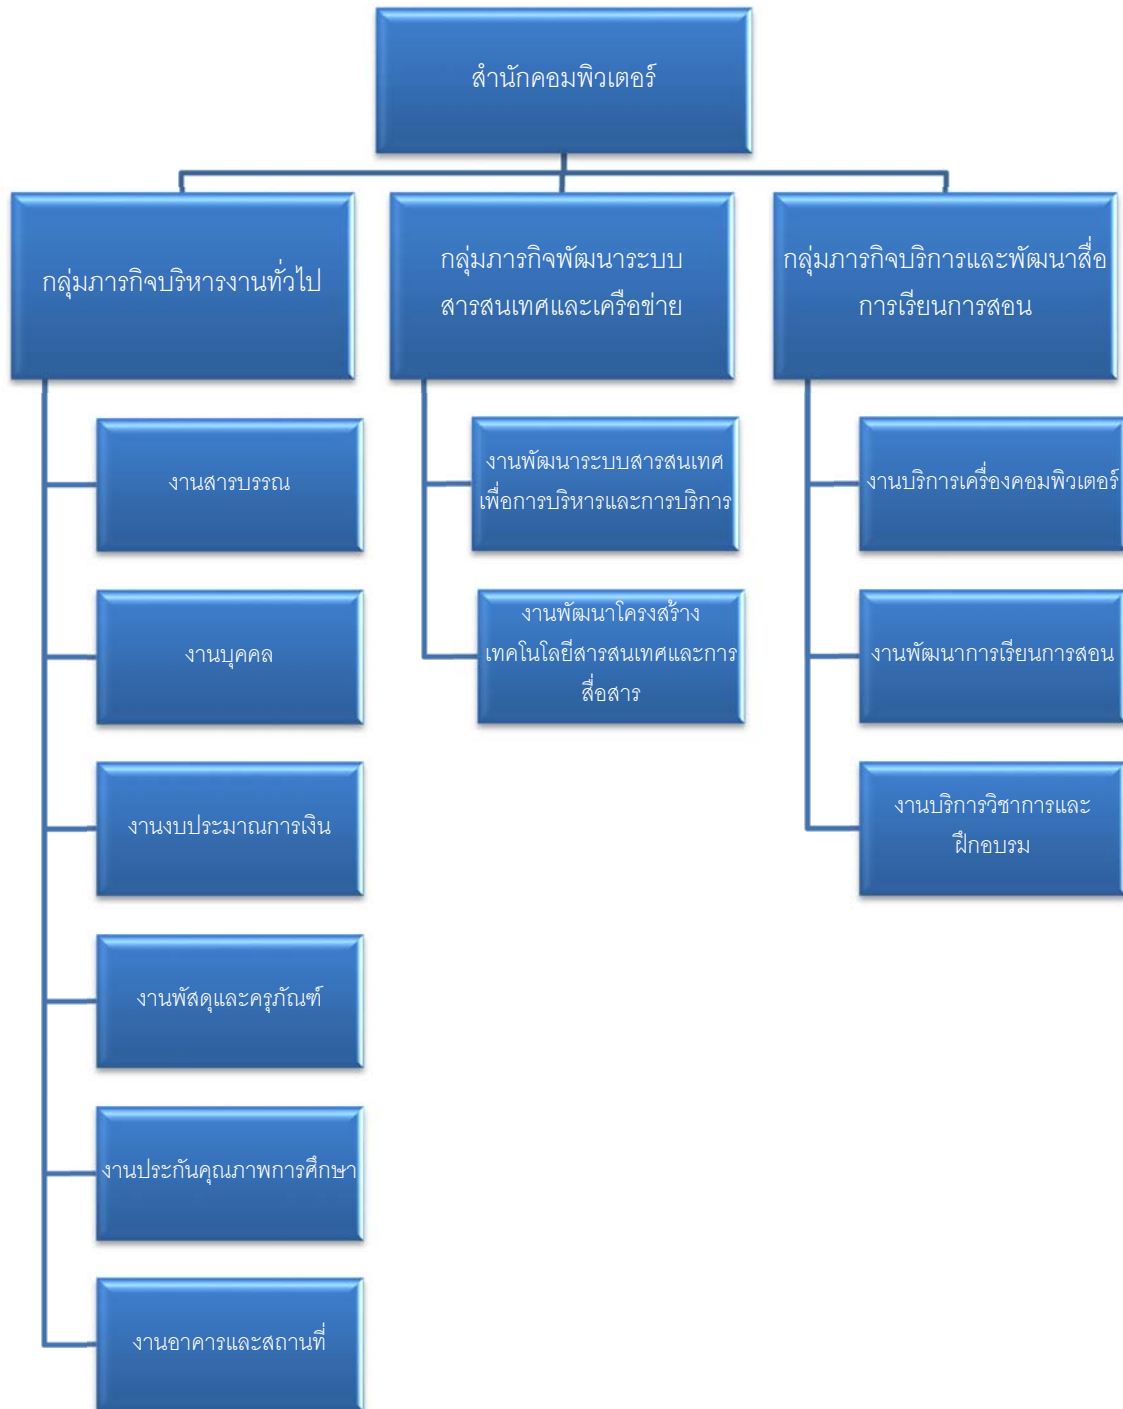 สำนักคอมพิวเตอร์
กลุ่มภารกิจบริหารงานทั่วไป
กลุ่มภารกิจพัฒนาระบบ
สารสนเทศและเครือข่าย
กลุ่มภารกิจบริการและพัฒนาสื่อ
การเรียนการสอน
งานสารบรรณ
งานบุคคล
งานงบประมาณการเงิน
งานพัสดุและครุภัณฑ์
งานประกันคุณภาพการศึกษา
งานอาคารและสถานที่
งานพัฒนาระบบสารสนเทศ
เพื่อการบริหารและการบริการ
งานพัฒนาโครงสร้าง
เทคโนโลยีสารสนเทศและการ
สื่อสาร
งานบริการเครื่องคอมพิวเตอร์
งานพัฒนาการเรียนการสอน
งานบริการวิชาการและ
ฝึกอบรม